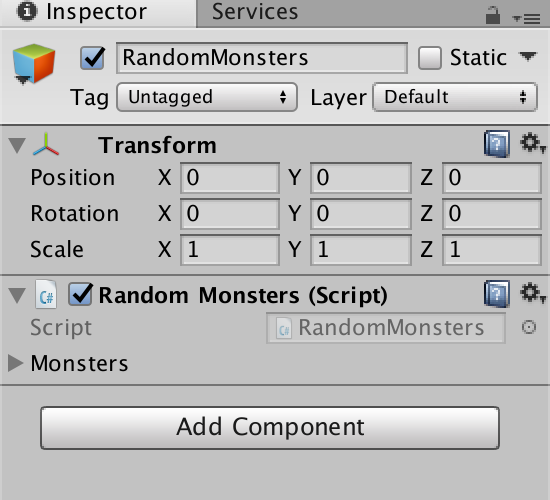 Inspector Services
RandomMonsters Static
Tag Untagged Layer Default
Transform
Position X 0 Y 0 Z 0
Rotation X 0 Y 0 Z 0
Scale X 1 Y 1 Z 1
C# Random Monsters (Script)
Script C# RandomMonsters
Monsters
Add Component